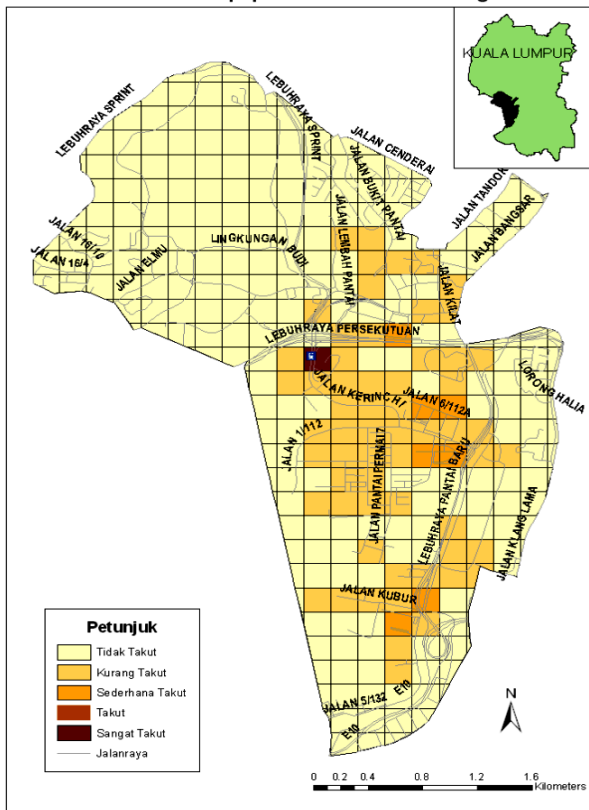 KUALA LUMPUR
LEBUHRAYA SPRINT
LEBUHRAYA SPRINT
JALAN CENDERAI
JALAN BUKIT PANTAI
JALAN TANDOK
JALAN BANGSAR
JALAN LEMBAH PANTAI
LINGKUNGAN BUDI
JALAN 16/10
JALAN 16/4
JALAN ELMU
JALAN KILAT
LEBUHRAYA PERSEKUTUAN
LORONG HALIA
JALAN KERINCHI
JALAN 6/112A
JALAN 1/112
JALAN PANTAI PERMAI 7
LEBUHRAYA PANTAI BARU
JALAN KLANG LAMA
JALAN KUBUR
JALAN 5/132
E10
E10
Petunjuk
Tidak Takut
Kurang Takut
Sederhana Takut
Takut
Sangat Takut
Jalanraya
N
0 0.2 0.4 0.8 1.2 1.6
Kilometers